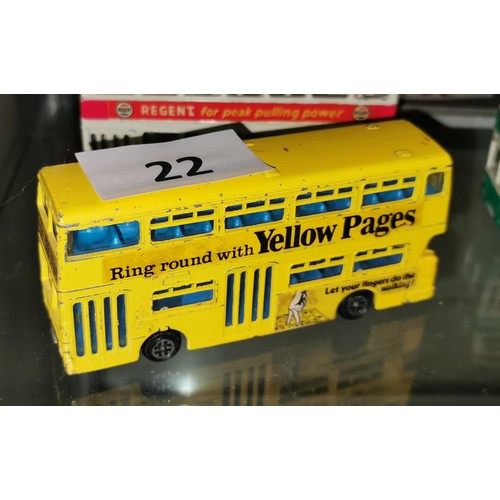 REGENT for peak pulling power
22
Ring round with Yellow Pages
Let your fingers do the
walking!